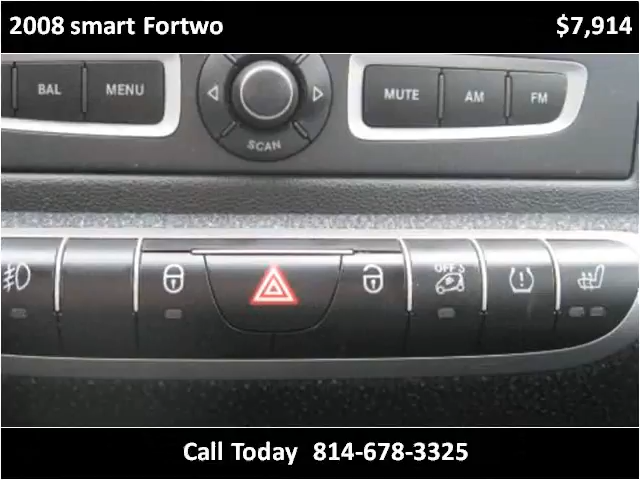 2008 smart Fortwo $7,914
BAL MENU MUTE AM FM
SCAN
OFF
Call Today 814-678-3325